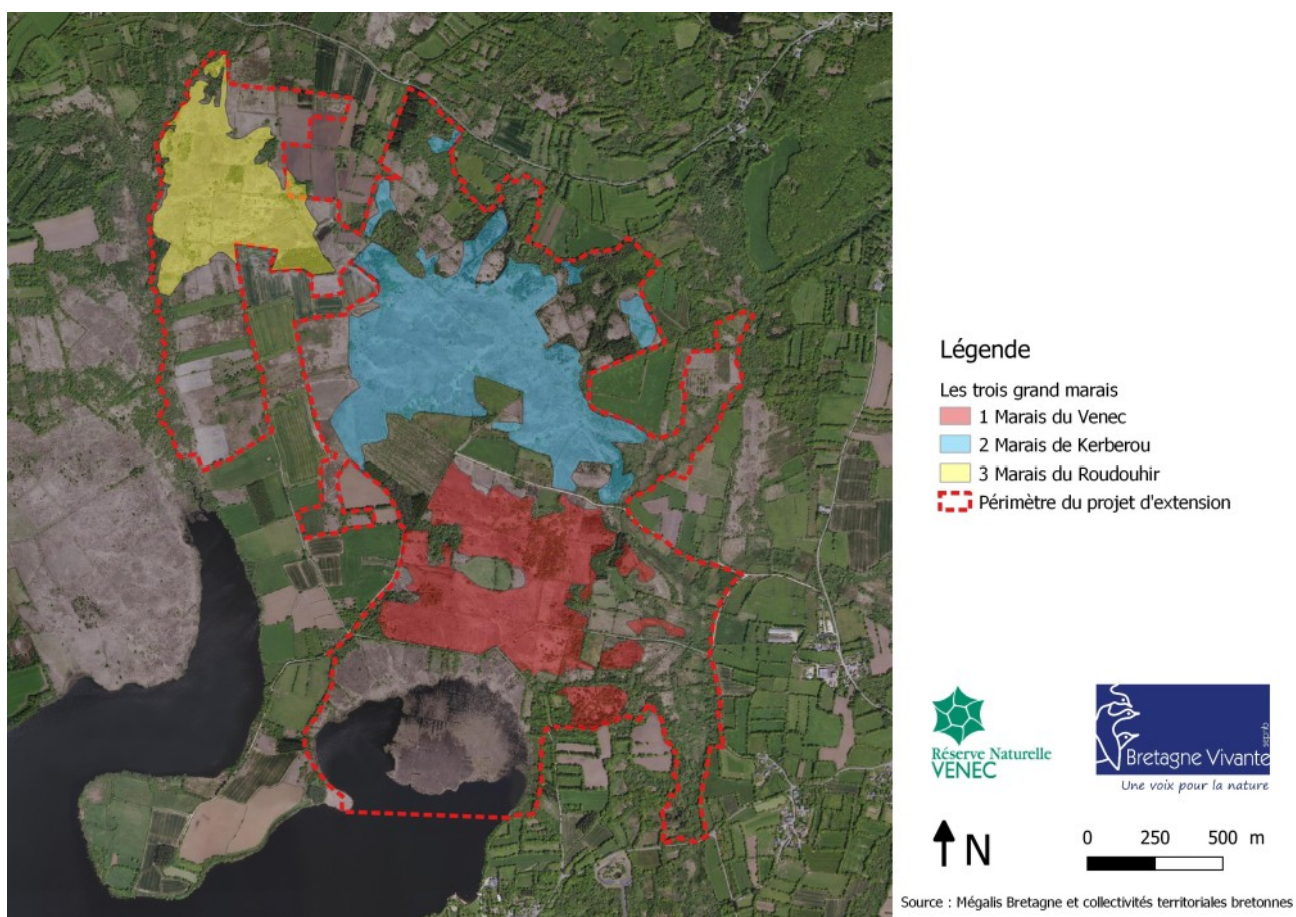 Légende
Les trois grand marais
1 Marais du Venec
2 Marais de Kerberou
3 Marais du Roudouhir
Périmètre du projet d'extension
Réserve Naturelle
VENEC
sepnb
Bretagne Vivante
Une voix pour la nature
N
0 250 500 m
Source : Mégalis Bretagne et collectivités territoriales bretonnes